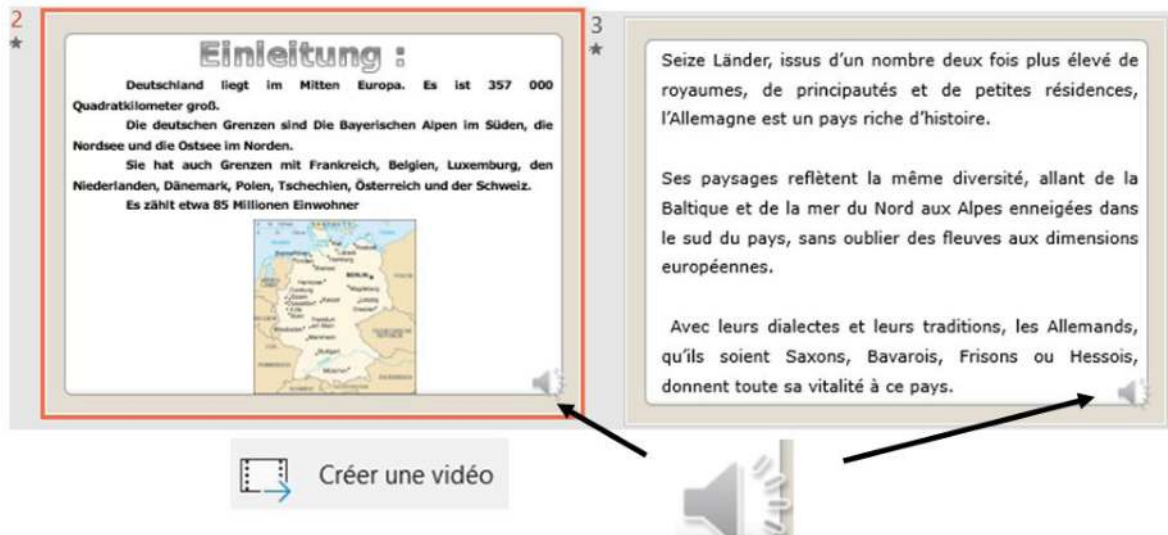 2
Einleitung :
Deutschland liegt im Mitten Europa. Es ist 357 000
Quadratkilometer groß.
Die deutschen Grenzen sind Die Bayerischen Alpen im Süden, die
Nordsee und die Ostsee im Norden.
Sie hat auch Grenzen mit Frankreich, Belgien, Luxemburg, den
Niederlanden, Dänemark, Polen, Tschechien, Österreich und der Schweiz.
Es zählt etwa 85 Millionen Einwohner
BERLIN
3
Seize Länder, issus d’un nombre deux fois plus élevé de
royaumes, de principautés et de petites résidences,
l’Allemagne est un pays riche d’histoire.
Ses paysages reflètent la même diversité, allant de la
Baltique et de la mer du Nord aux Alpes enneigées dans
le sud du pays, sans oublier des fleuves aux dimensions
européennes.
Avec leurs dialectes et leurs traditions, les Allemands,
qu’ils soient Saxons, Bavarois, Frisons ou Hessois,
donnent toute sa vitalité à ce pays.
Créer une vidéo